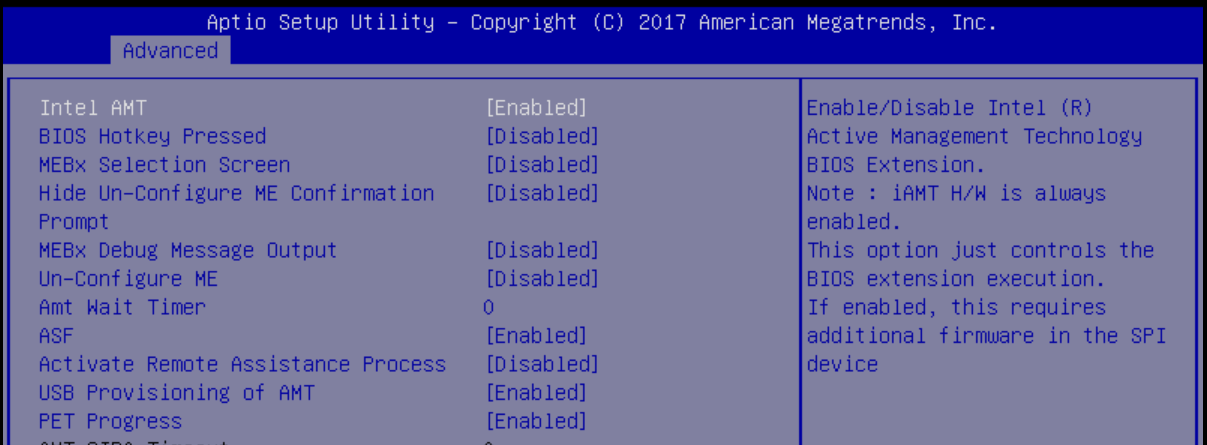 Aptio Setup Utility – Copyright (C) 2017 American Megatrends, Inc.
Advanced
Intel AMT [Enabled]
BIOS Hotkey Pressed [Disabled]
MEBx Selection Screen [Disabled]
Hide Un-Configure ME Confirmation [Disabled]
Prompt
MEBx Debug Message Output [Disabled]
Un-Configure ME [Disabled]
Amt Wait Timer 0
ASF [Enabled]
Activate Remote Assistance Process [Disabled]
USB Provisioning of AMT [Enabled]
PET Progress [Enabled]
Enable/Disable Intel (R)
Active Management Technology
BIOS Extension.
Note : iAMT H/W is always
enabled.
This option just controls the
BIOS extension execution.
If enabled, this requires
additional firmware in the SPI
device